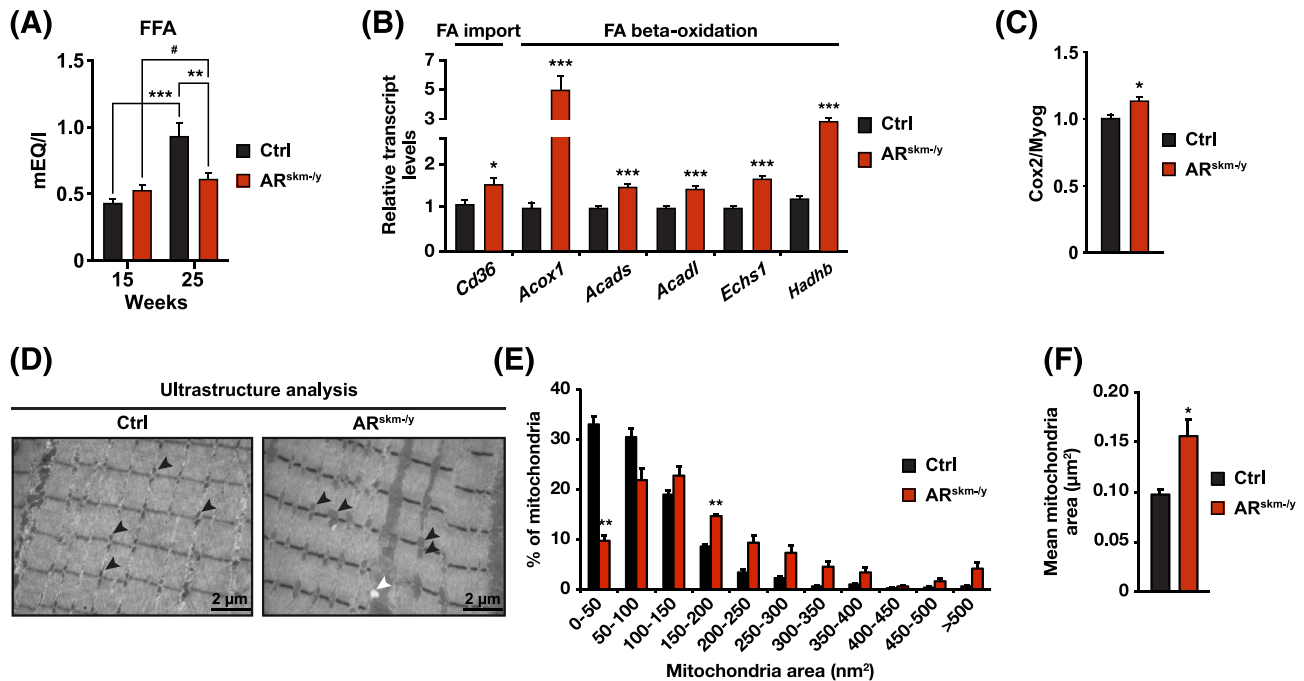 (A)
FFA
#
**
***
1.5
1.0
0.5
0
mEQ/l
15
25
Weeks
Ctrl
ARskm-/y
(B)
FA import
FA beta-oxidation
7
5
3
2
1
0
Relative transcript
levels
*
***
***
***
***
***
Cd36
Acox1
Acads
Acadl
Echs1
Hadhb
Ctrl
ARskm-/y
(C)
1.5
1.0
0.5
0
Cox2/Myog
*
Ctrl
ARskm-/y
(D)
Ultrastructure analysis
Ctrl
ARskm-/y
2 µm
2 µm
(E)
40
30
20
10
0
% of mitochondria
**
**
0-50
50-100
100-150
150-200
200-250
250-300
300-350
350-400
400-450
450-500
>500
Mitochondria area (nm²)
Ctrl
ARskm-/y
(F)
0.20
0.15
0.10
0.05
0
Mean mitochondria
area (µm²)
*
Ctrl
ARskm-/y